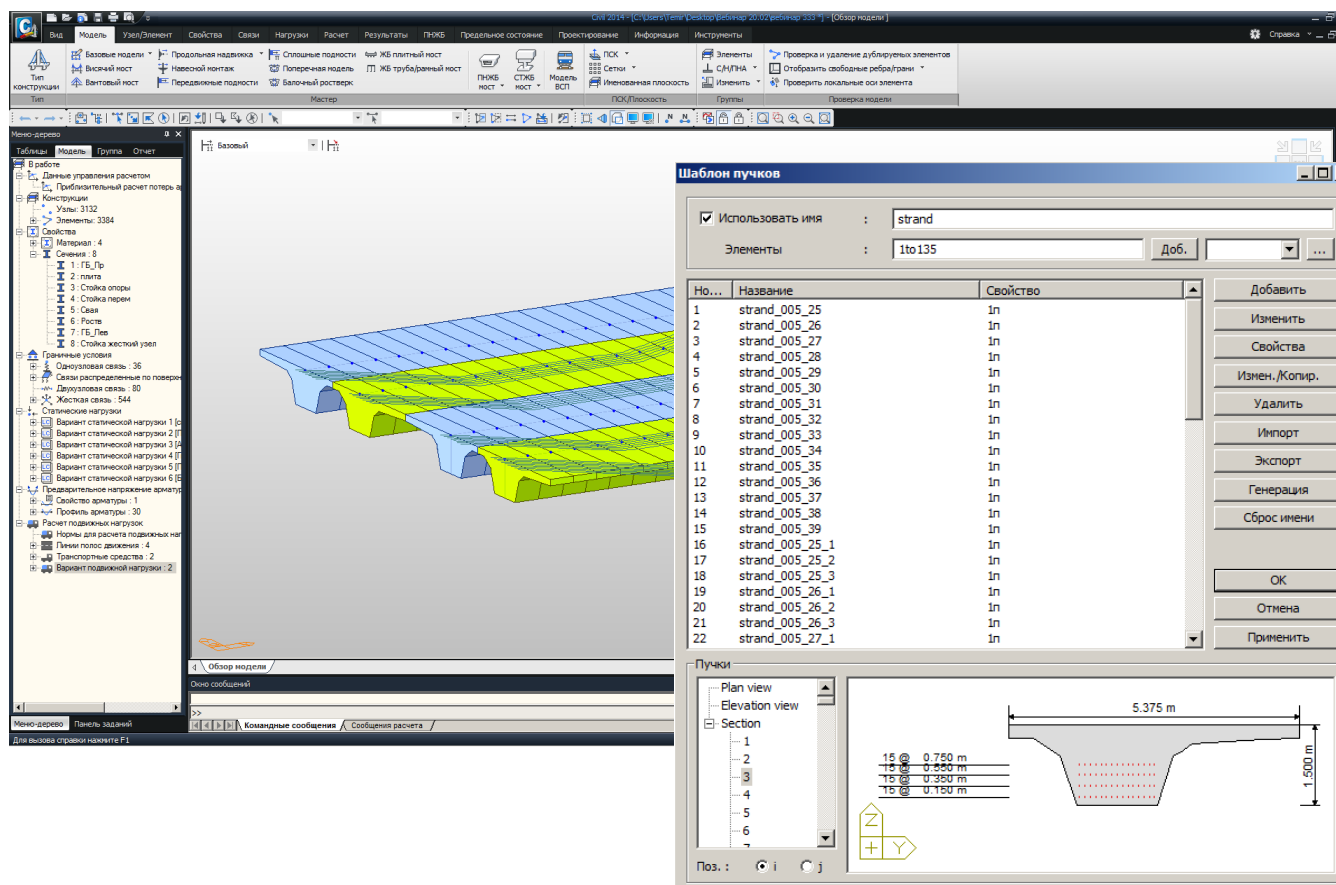 Civil 2014 - [C:\Users\Temir\Desktop\Вебинар 20.02\вебинар 333 *] - [Обзор модели ]
Вид Модель Узел/Элемент Свойства Связи Нагрузки Расчет Результаты ПНЖБ Предельное состояние Проектирование Информация Инструменты Справка
Базовые модели Продольная надвижка Сплошные подмости ЖБ плитный мост ПСК Элементы Проверка и удаление дублируемых элементов
Висячий мост Навесной монтаж Поперечная модель ЖБ труба/рамный мост Сетки С/Н/ПНА Отобразить свободные ребра/грани
Вантовый мост Передвижные подмости Балочный ростверк Именованная плоскость Изменить Проверить локальные оси элемента
Тип конструкции
ПНЖБ мост
СТЖБ мост
Модель ВСП
Тип Мастер ПСК/Плоскость Группы Проверка модели
Меню-дерево
Таблицы Модель Группа Отчет
В работе
Данные управления расчетом
Приблизительный расчет потерь а
Конструкции
Узлы: 3132
Элементы: 3384
Свойства
Материал : 4
Сечения : 8
1 : ГБ_Пр
2 : плита
3 : Стойка опоры
4 : Стойка перем
5 : Свая
6 : Роств
7 : ГБ_Лев
8 : Стойка жесткий узел
Граничные условия
Одноузловая связь : 36
Связи распределенные по поверхн
Двухузловая связь : 80
Жесткая связь : 544
Статические нагрузки
Вариант статической нагрузки 1 [с
Вариант статической нагрузки 2 [П
Вариант статической нагрузки 3 [Д
Вариант статической нагрузки 4 [П
Вариант статической нагрузки 5 [П
Вариант статической нагрузки 6 [Б
Предварительное напряжение арматур
Свойство арматуры : 1
Профиль арматуры : 30
Расчет подвижных нагрузок
Нормы для расчета подвижных наг
Линии полос движения : 4
Транспортные средства : 2
Вариант подвижной нагрузки : 2
Меню-дерево Панель заданий
Для вызова справки нажмите F1
Базовый
Обзор модели
Окно сообщений
>>
Командные сообщения Сообщения расчета
Шаблон пучков
Использовать имя : strand
Элементы : 1to135 Доб. ...
Но... Название Свойство
1 strand_005_25 1п
2 strand_005_26 1п
3 strand_005_27 1п
4 strand_005_28 1п
5 strand_005_29 1п
6 strand_005_30 1п
7 strand_005_31 1п
8 strand_005_32 1п
9 strand_005_33 1п
10 strand_005_34 1п
11 strand_005_35 1п
12 strand_005_36 1п
13 strand_005_37 1п
14 strand_005_38 1п
15 strand_005_39 1п
16 strand_005_25_1 1п
17 strand_005_25_2 1п
18 strand_005_25_3 1п
19 strand_005_26_1 1п
20 strand_005_26_2 1п
21 strand_005_26_3 1п
22 strand_005_27_1 1п
Добавить
Изменить
Свойства
Измен./Копир.
Удалить
Импорт
Экспорт
Генерация
Сброс имени
OK
Отмена
Применить
Пучки
Plan view
Elevation view
Section
1
2
3
4
5
6
7
Поз. : i j
5.375 m
1.500 m
15 @ 0.750 m
15 @ 0.550 m
15 @ 0.350 m
15 @ 0.150 m
Z
Y